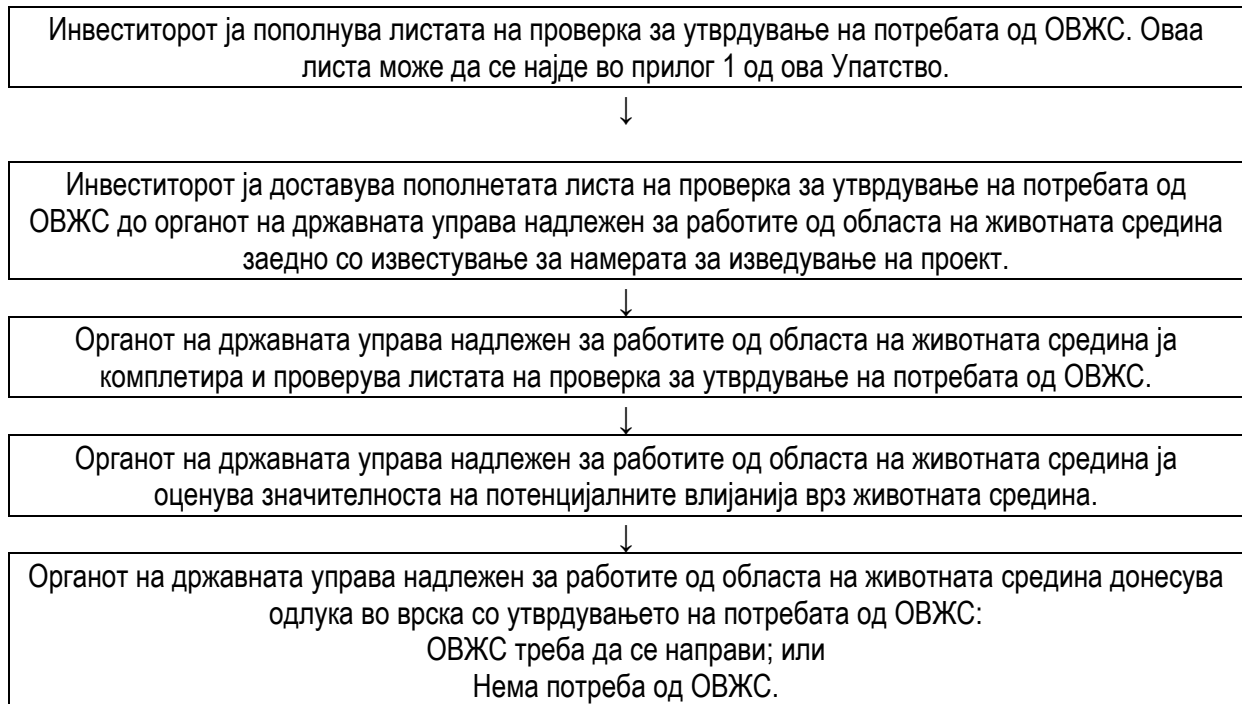 Инвеститорот ја пополнува листата на проверка за утврдување на потребата од ОВЖС. Оваа
листа може да се најде во прилог 1 од ова Упатство.
↓
Инвеститорот ја доставува пополнетата листа на проверка за утврдување на потребата од
ОВЖС до органот на државната управа надлежен за работите од областа на животната средина
заедно со известување за намерата за изведување на проект.
↓
Органот на државната управа надлежен за работите од областа на животната средина ја
комплетира и проверува листата на проверка за утврдување на потребата од ОВЖС.
↓
Органот на државната управа надлежен за работите од областа на животната средина ја
оценува значителноста на потенцијалните влијанија врз животната средина.
↓
Органот на државната управа надлежен за работите од областа на животната средина донесува
одлука во врска со утврдувањето на потребата од ОВЖС:
ОВЖС треба да се направи; или
Нема потреба од ОВЖС.